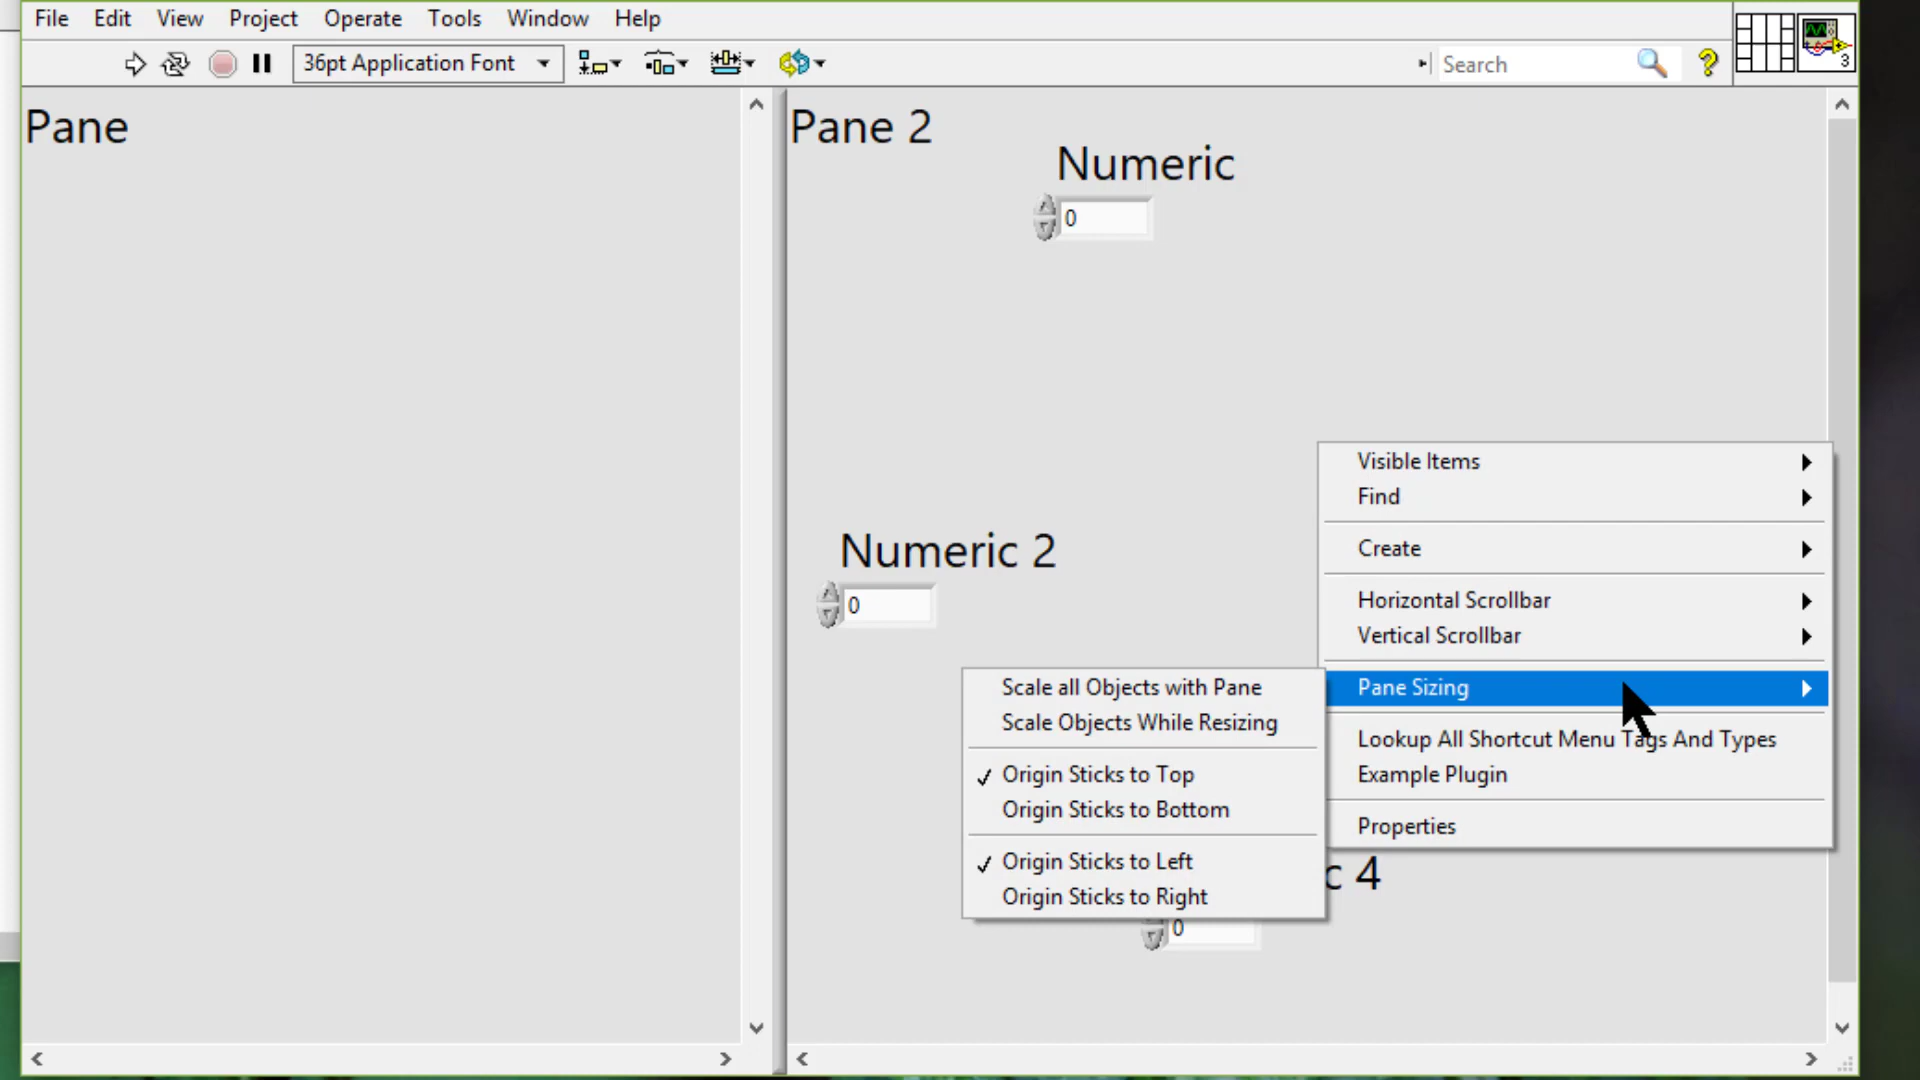 File Edit View Project Operate Tools Window Help
36pt Application Font
Search
3
Pane
Pane 2
Numeric
0
Numeric 2
0
Visible Items
Find
Create
Horizontal Scrollbar
Vertical Scrollbar
Pane Sizing
Lookup All Shortcut Menu Tags And Types
Example Plugin
Properties
Scale all Objects with Pane
Scale Objects While Resizing
Origin Sticks to Top
Origin Sticks to Bottom
Origin Sticks to Left
Origin Sticks to Right
c 4
0